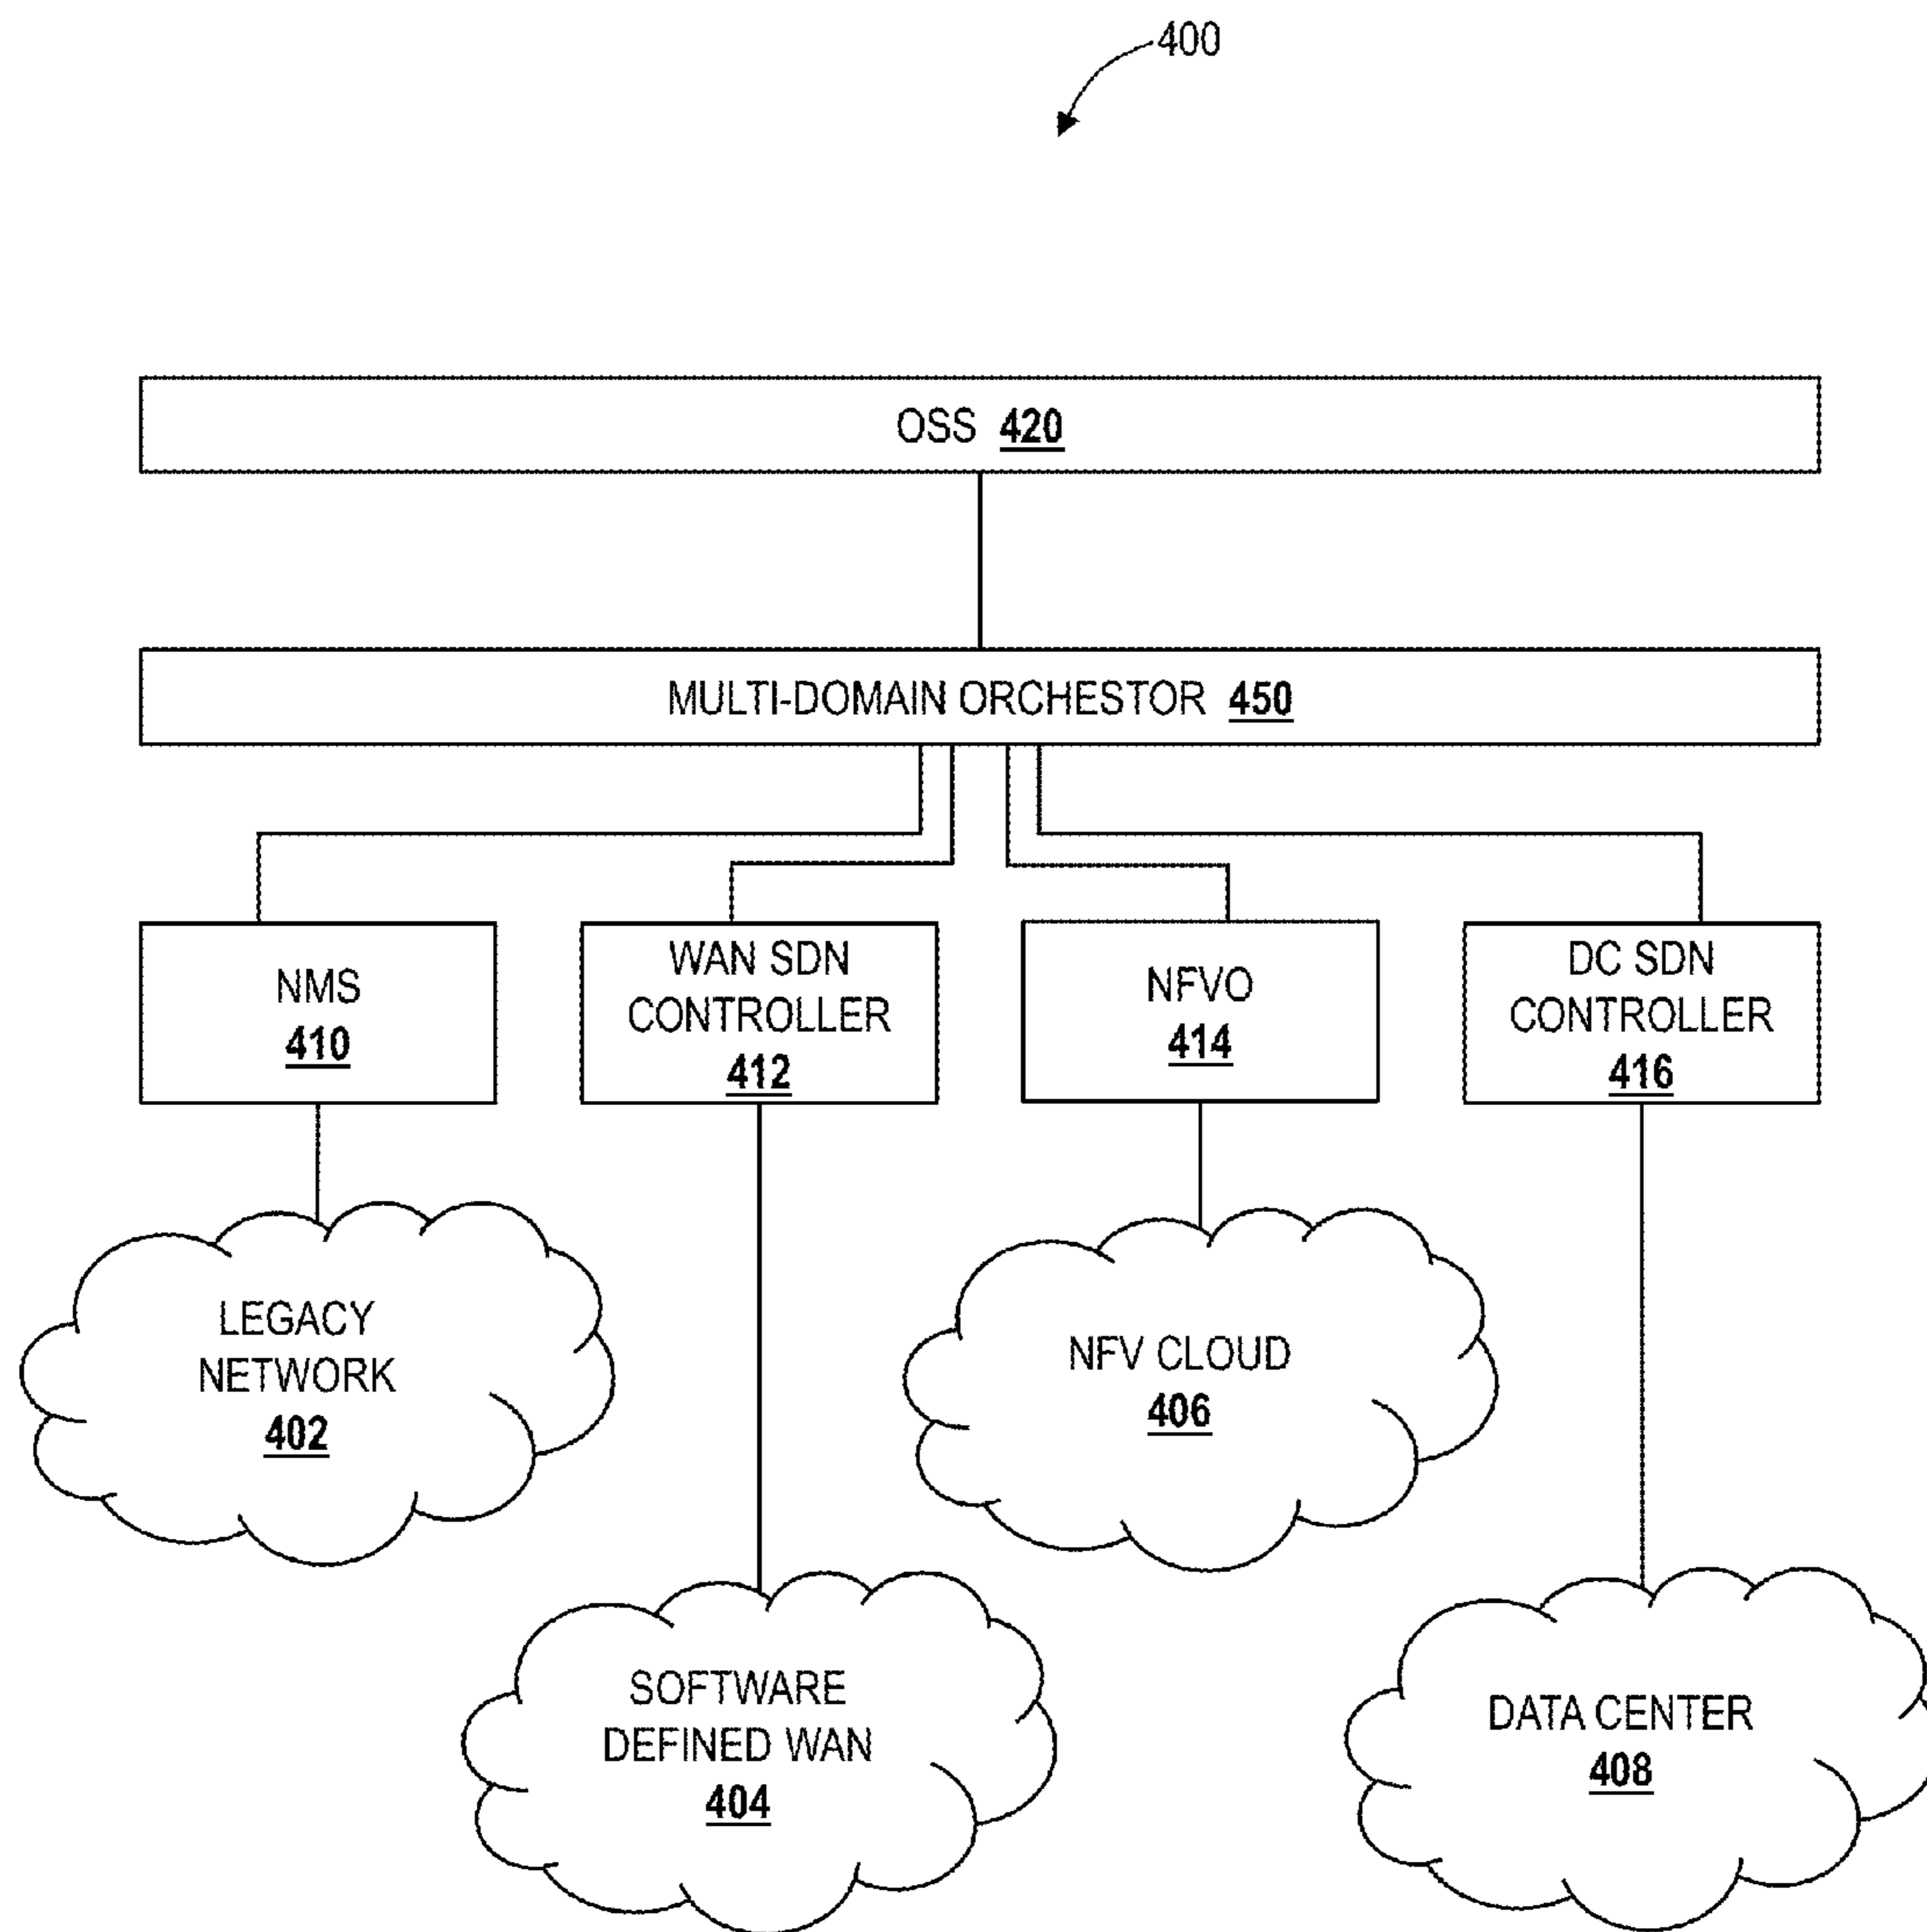 400
OSS 420
MULTI-DOMAIN ORCHESTOR 450
NMS
410
WAN SDN
CONTROLLER
412
NFVO
414
DC SDN
CONTROLLER
416
LEGACY
NETWORK
402
NFV CLOUD
406
SOFTWARE
DEFINED WAN
404
DATA CENTER
408